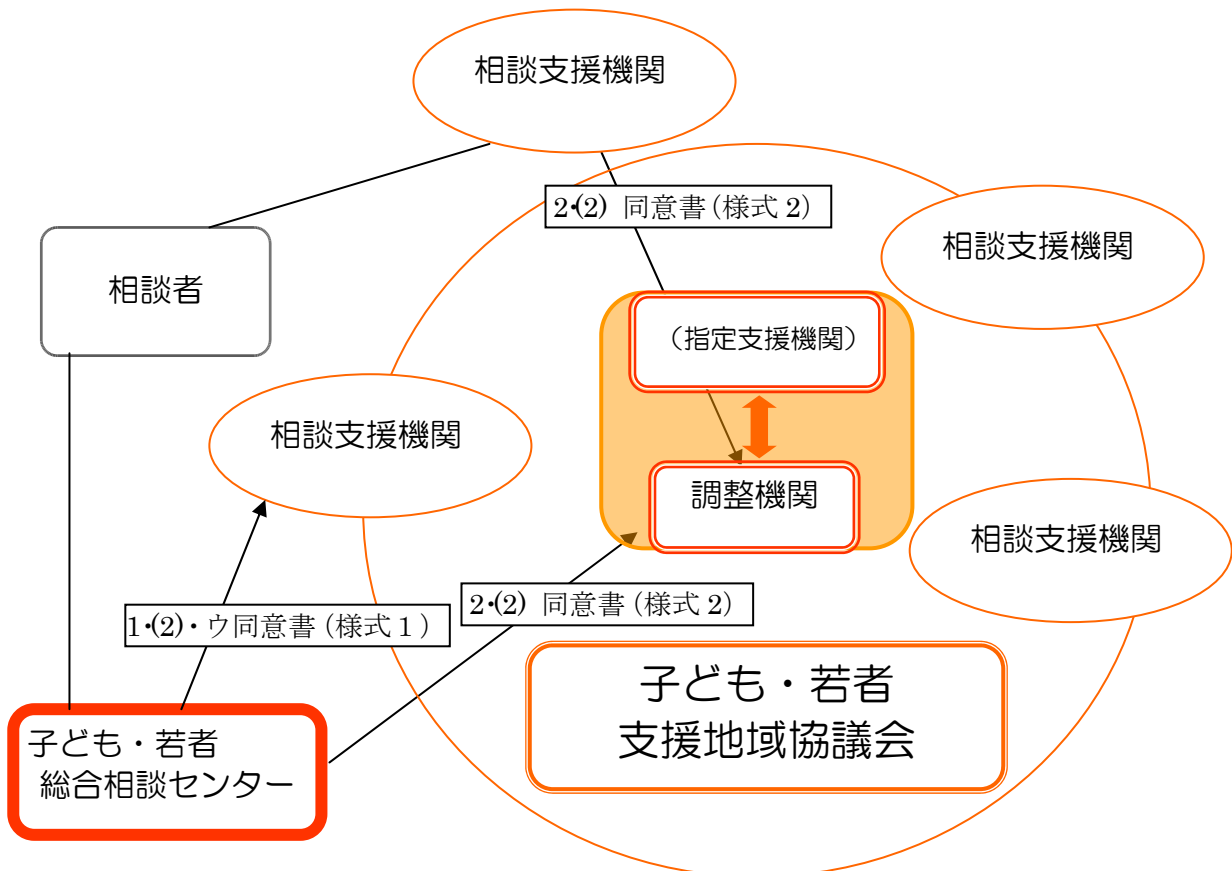 相談支援機関
2・(2) 同意書(様式2)
相談支援機関
相談者
(指定支援機関)
相談支援機関
調整機関
相談支援機関
2・(2) 同意書(様式2)
1・(2)・ウ同意書(様式1)
子ども・若者
支援地域協議会
子ども・若者
総合相談センター